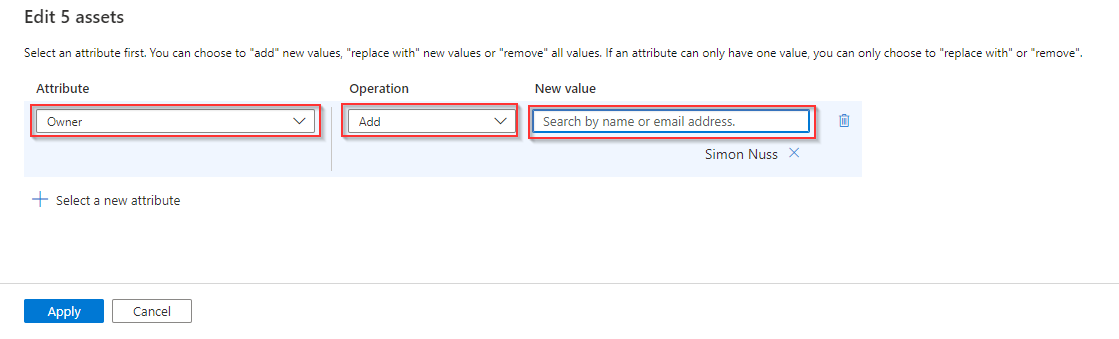 Edit 5 assets
Select an attribute first. You can choose to "add" new values, "replace with" new values or "remove" all values. If an attribute can only have one value, you can only choose to "replace with" or "remove".
Attribute Operation New value
Owner Add Search by name or email address.
Simon Nuss
Select a new attribute
Apply Cancel